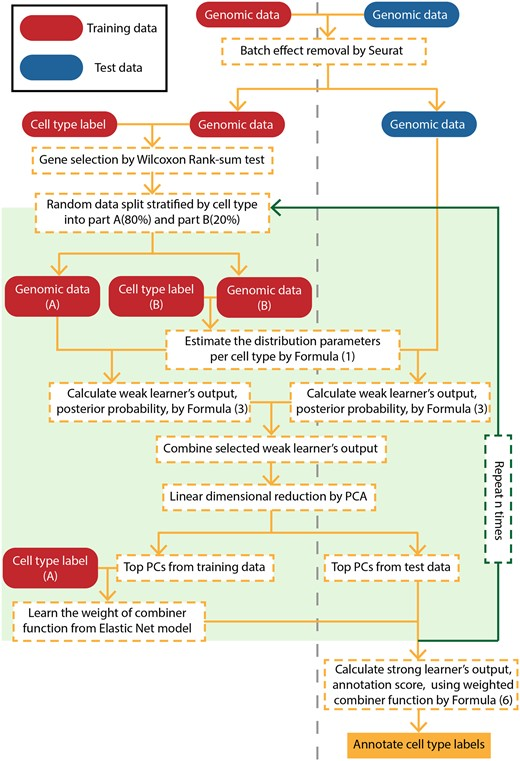 Training data
Test data
Genomic data
Genomic data
Batch effect removal by Seurat
Cell type label
Genomic data
Genomic data
Gene selection by Wilcoxon Rank-sum test
Random data split stratified by cell type
into part A(80%) and part B(20%)
Genomic data
(A)
Cell type label
(B)
Genomic data
(B)
Estimate the distribution parameters
per cell type by Formula (1)
Calculate weak learner's output,
posterior probability, by Formula (3)
Calculate weak learner's output,
posterior probability, by Formula (3)
Combine selected weak learner's output
Linear dimensional reduction by PCA
Repeat n times
Cell type label
(A)
Top PCs from training data
Top PCs from test data
Learn the weight of combiner
function from Elastic Net model
Calculate strong learner's output,
annotation score, using weighted
combiner function by Formula (6)
Annotate cell type labels